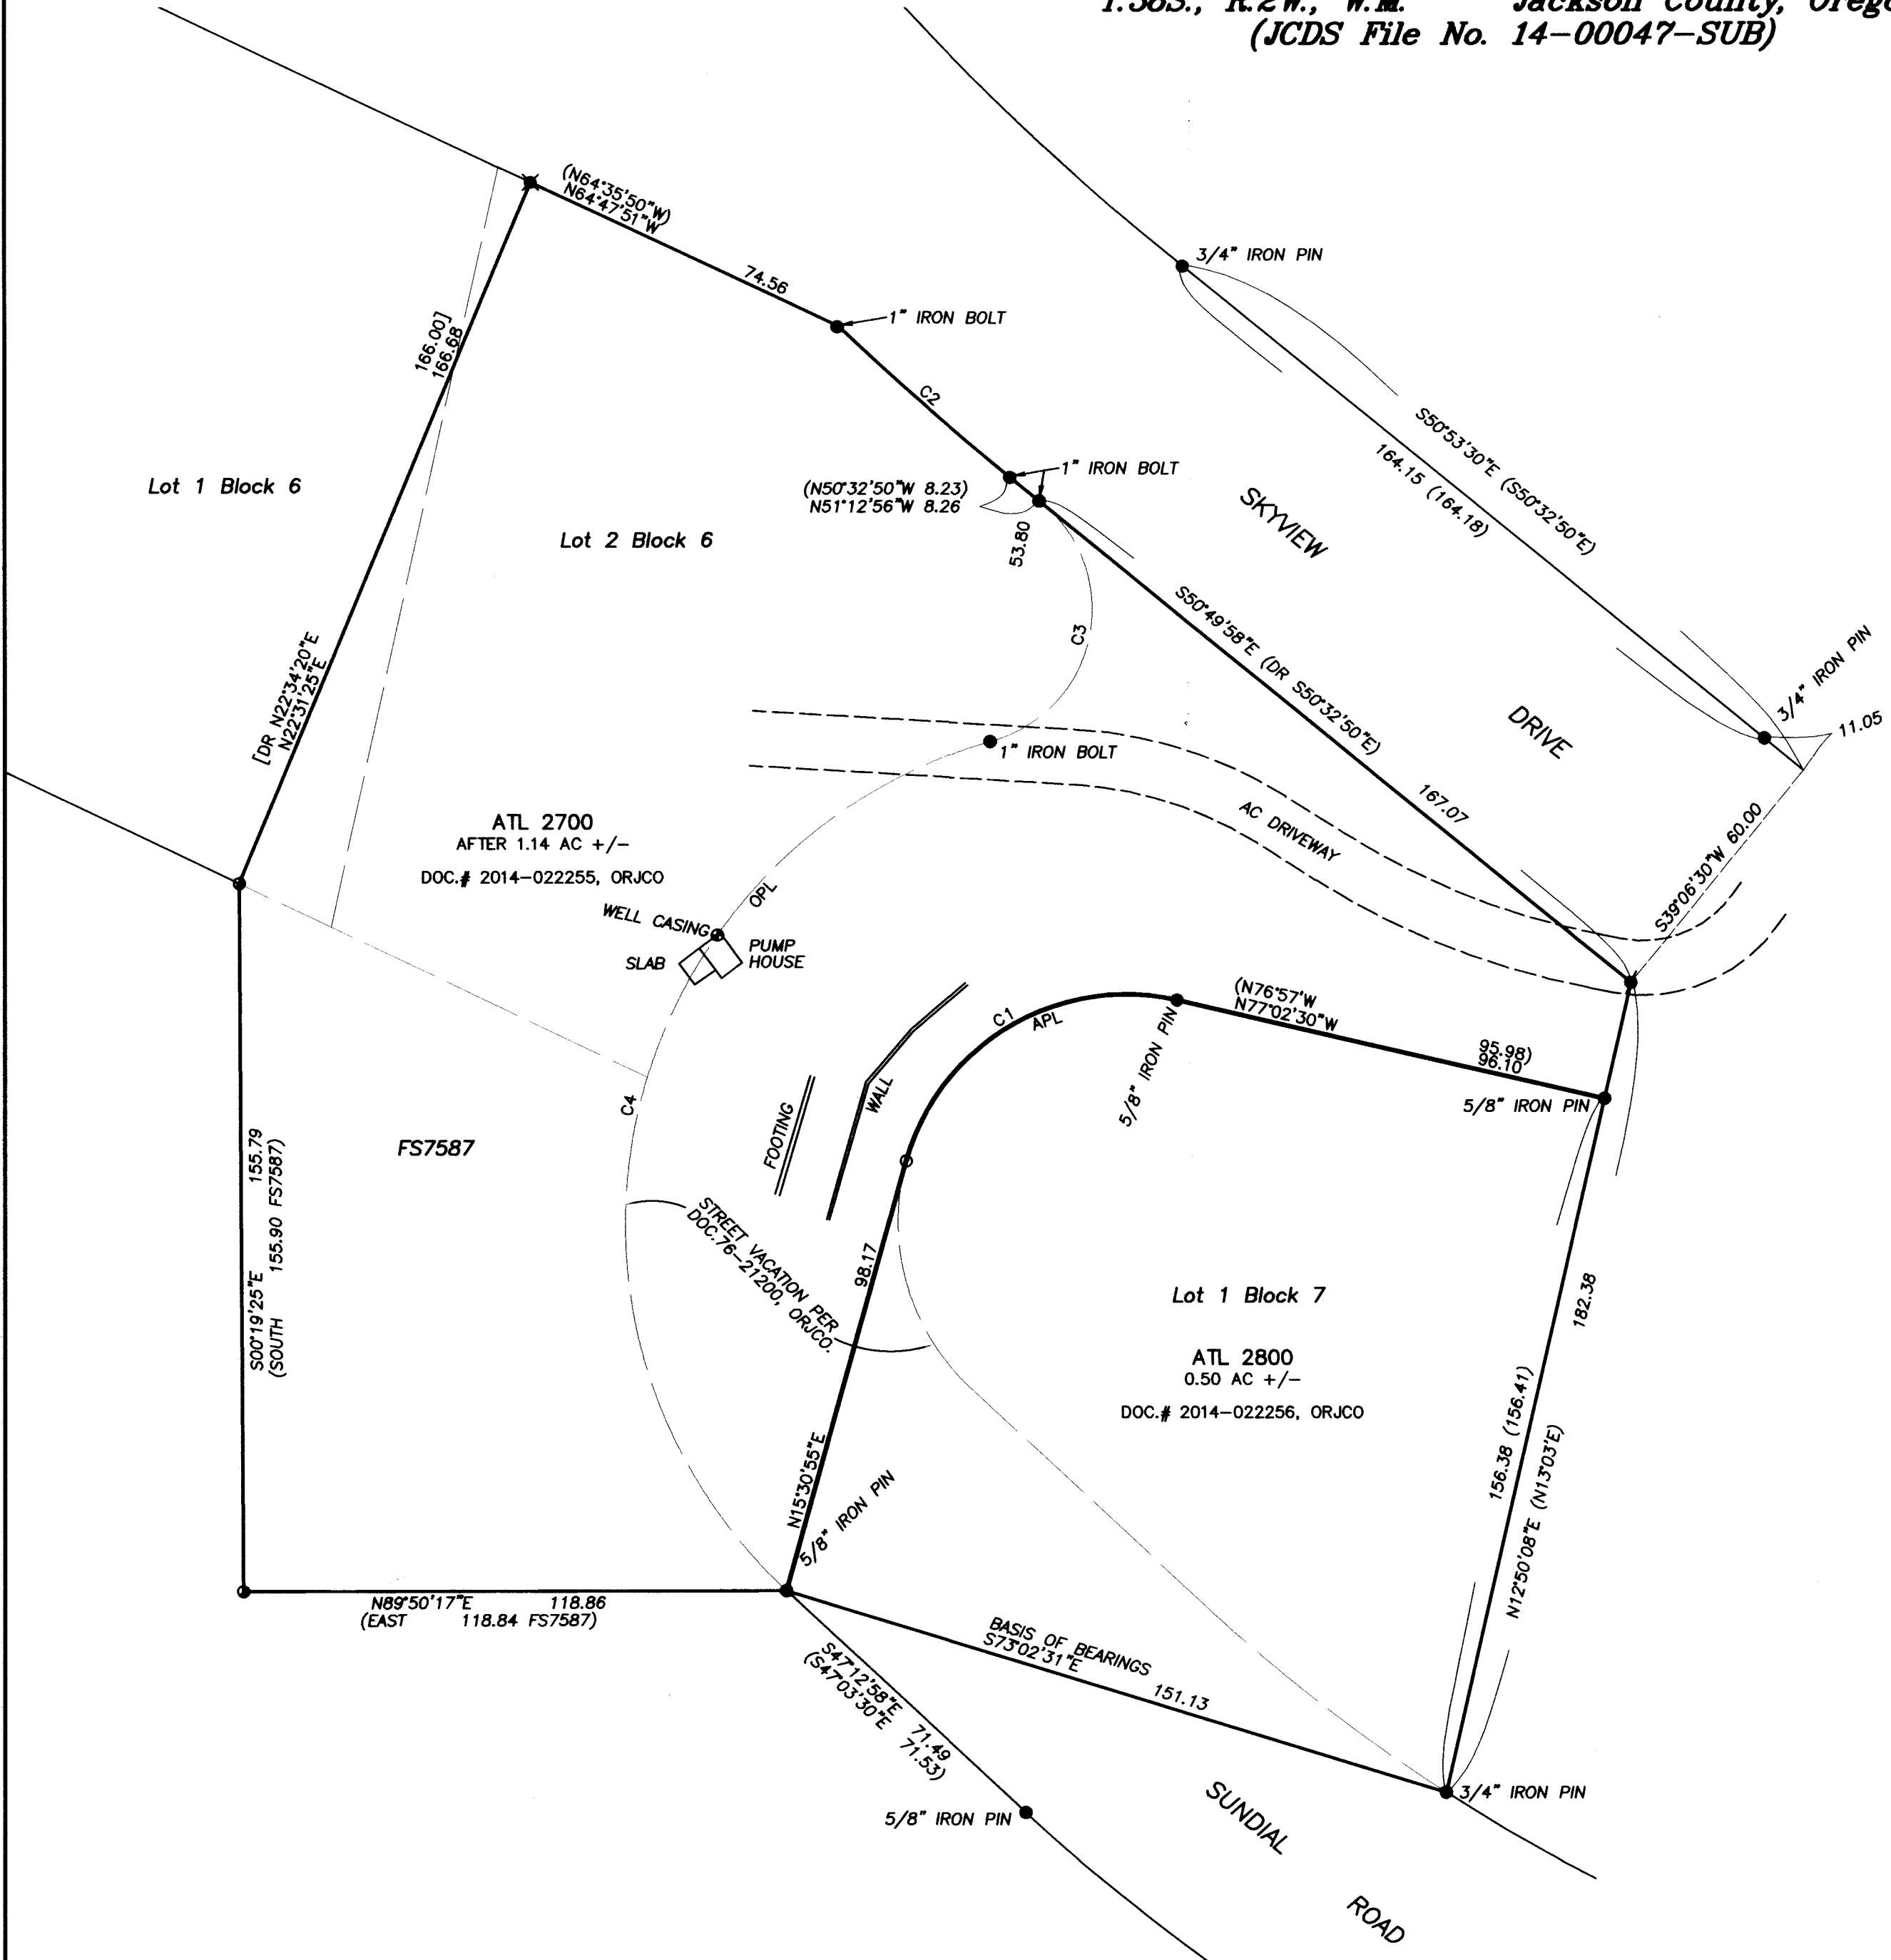 (JCDS File No. 14-00047-SUB)
(N64°35'50"W)
N64°47'51"W
74.56
3/4" IRON PIN
1" IRON BOLT
166.00]
166.68
C2
S50°53'30"E (S50°32'50"E)
164.15 (164.18)
1" IRON BOLT
Lot 1 Block 6
(N50°32'50"W 8.23)
N51°12'56"W 8.26
SKYVIEW
53.80
Lot 2 Block 6
C3
S50°49'58"E (DR S50°32'50"E)
[DR N22°34'20"E
N22°31'25"E
3/4" IRON PIN
11.05
DRIVE
1" IRON BOLT
167.07
AC DRIVEWAY
S39°06'30"W 60.00
ATL 2700
AFTER 1.14 AC +/-
DOC.# 2014-022255, ORJCO
OPL
WELL CASING
PUMP
HOUSE
SLAB
(N76°57'W
N77°02'30"W
C1
APL
95.98)
96.10
5/8" IRON PIN
5/8" IRON PIN
WALL
C4
FOOTING
FS7587
S00°19'25"E 155.79
(SOUTH 155.90 FS7587)
STREET VACATION PER
DOC.76-21200, ORJCO.
98.17
Lot 1 Block 7
182.38
ATL 2800
0.50 AC +/-
DOC.# 2014-022256, ORJCO
156.38 (156.41)
N12°50'08"E (N13°03'E)
N15°30'55"E
5/8" IRON PIN
N89°50'17"E 118.86
(EAST 118.84 FS7587)
BASIS OF BEARINGS
S73°02'31"E
151.13
S47°12'58"E 71.49
(S47°03'30"E 71.53)
SUNDIAL
3/4" IRON PIN
5/8" IRON PIN
ROAD